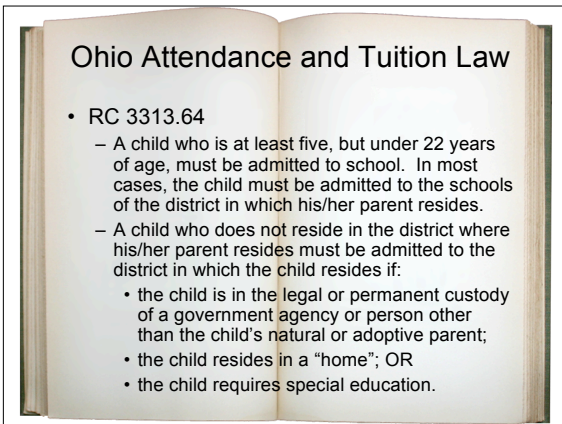 Ohio Attendance and Tuition Law
• RC 3313.64
– A child who is at least five, but under 22 years
of age, must be admitted to school. In most
cases, the child must be admitted to the schools
of the district in which his/her parent resides.
– A child who does not reside in the district where
his/her parent resides must be admitted to the
district in which the child resides if:
• the child is in the legal or permanent custody
of a government agency or person other
than the child's natural or adoptive parent;
• the child resides in a “home”; OR
• the child requires special education.